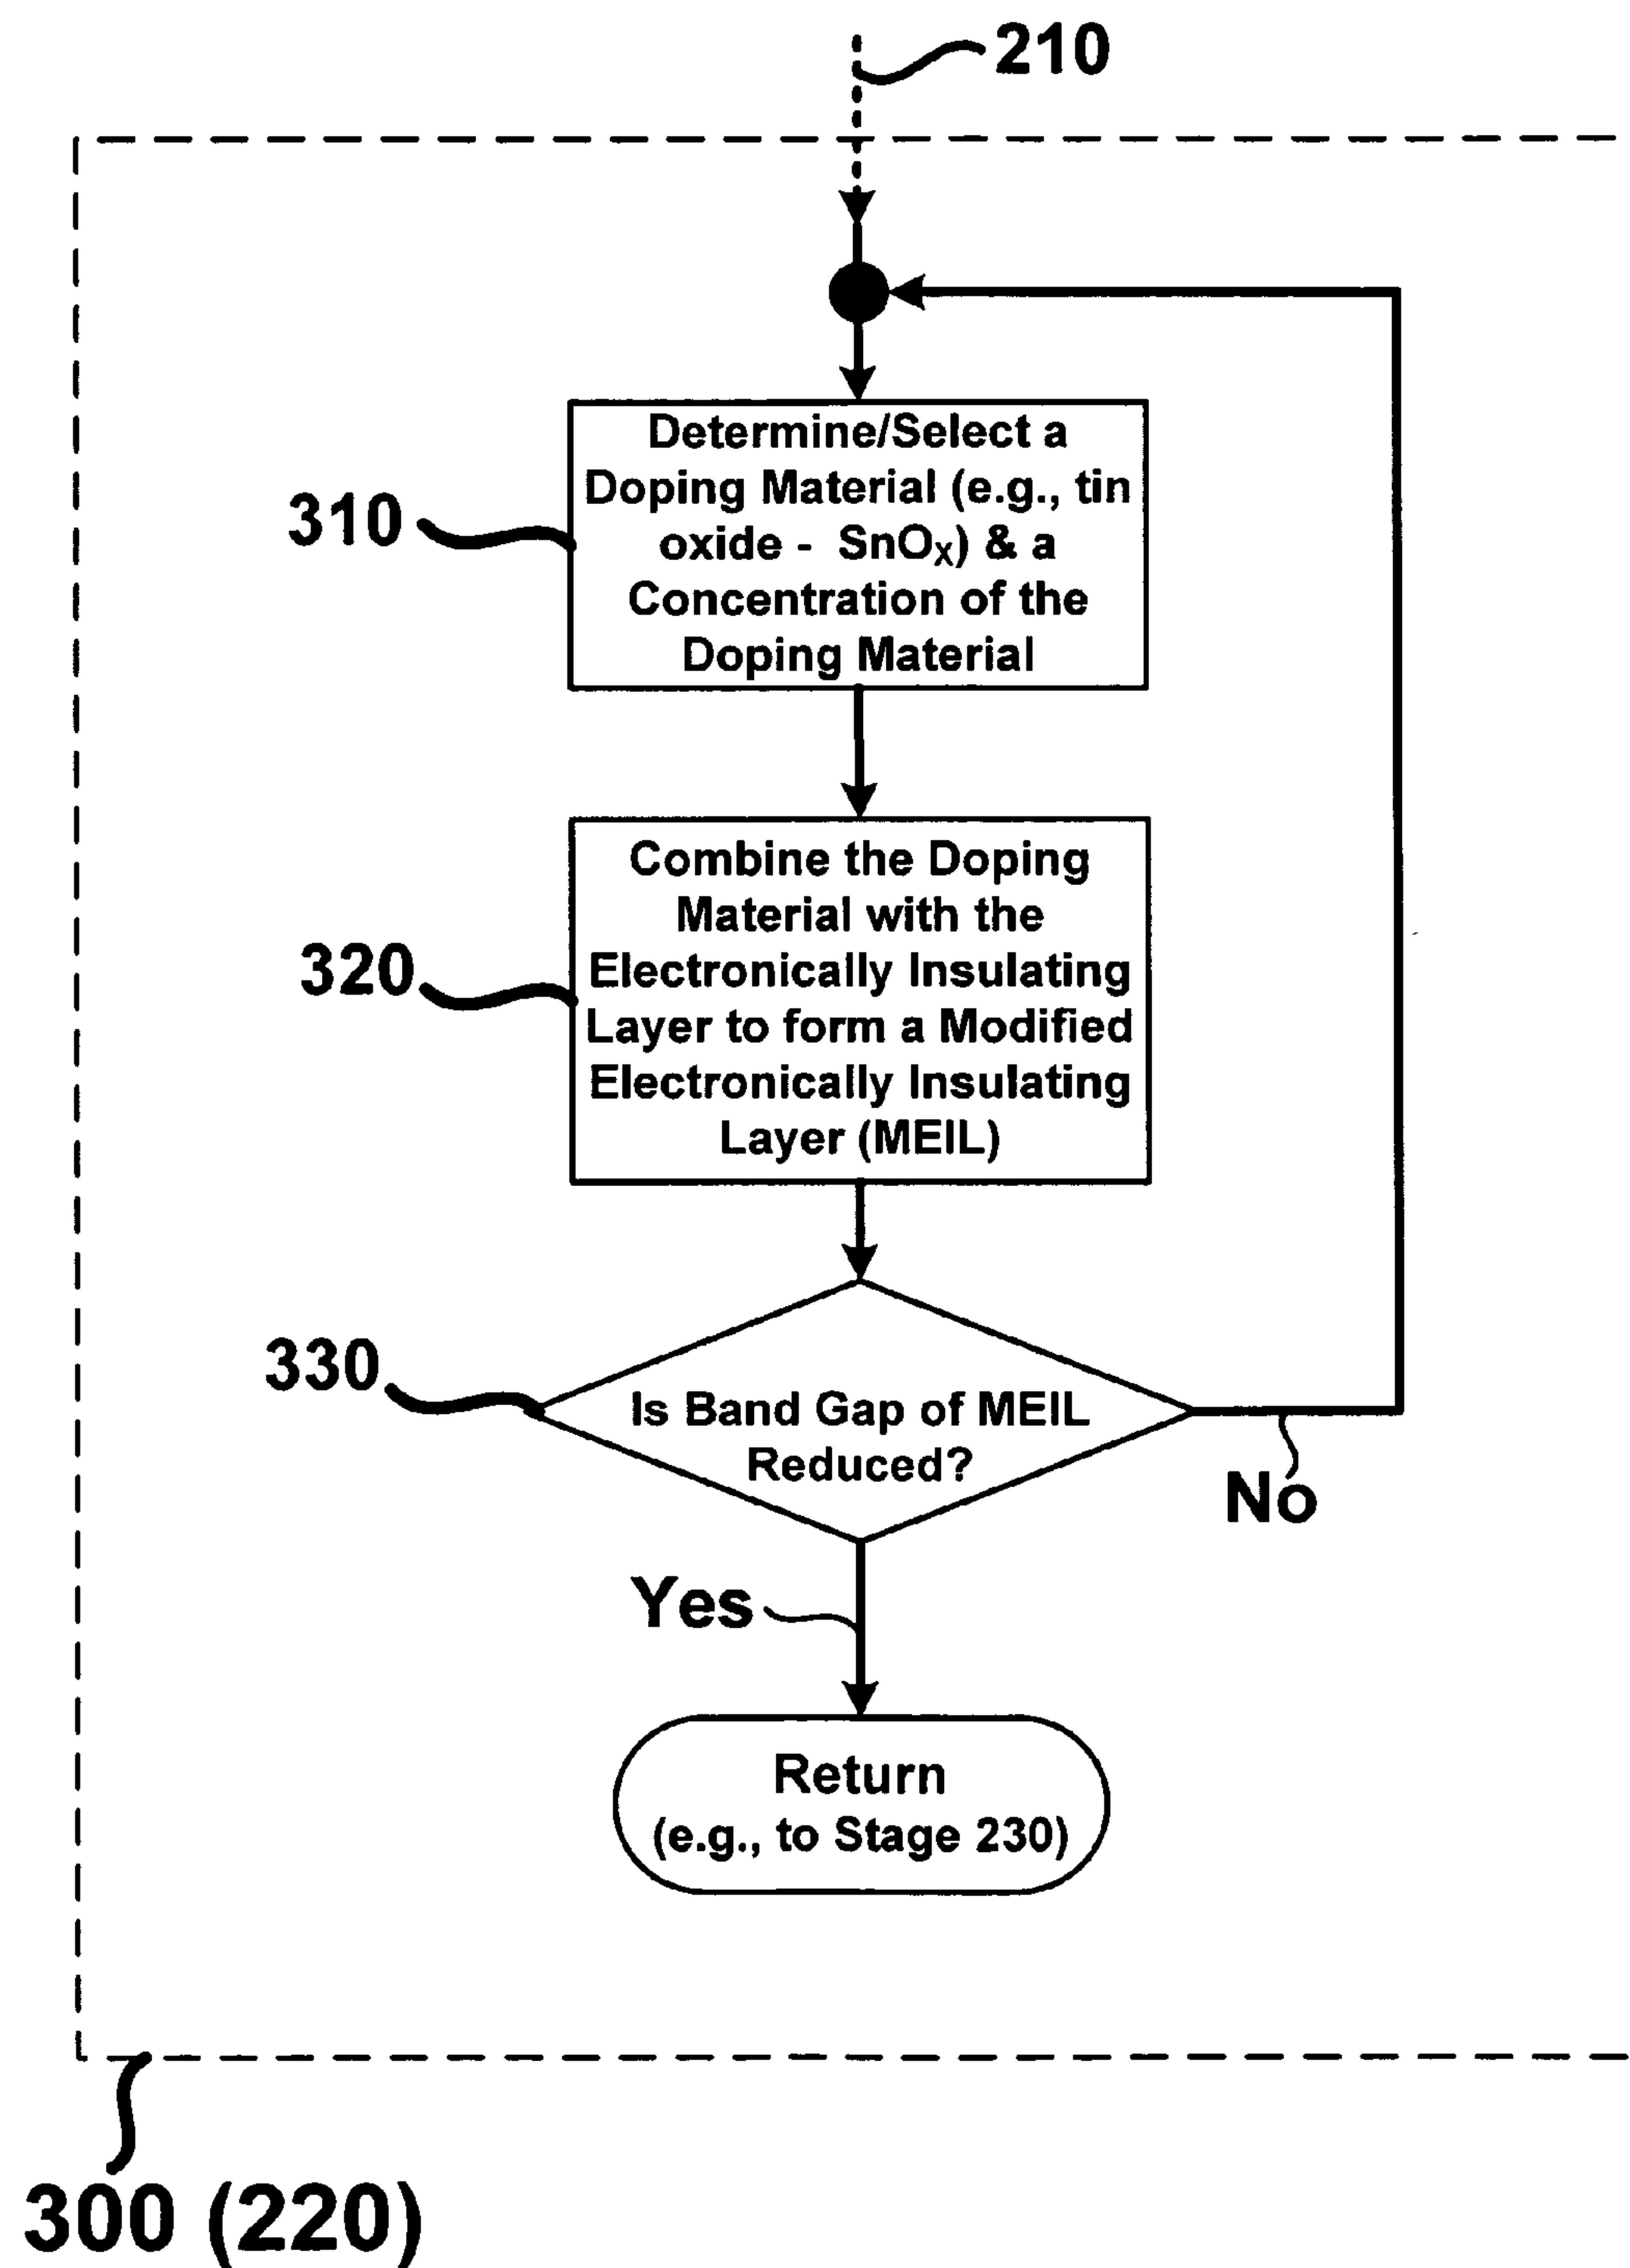 210
Determine/Select a
Doping Material (e.g., tin
oxide - SnOX) & a
Concentration of the
Doping Material
310
Combine the Doping
Material with the
Electronically Insulating
Layer to form a Modified
Electronically Insulating
Layer (MEIL)
320
330
Is Band Gap of MEIL
Reduced?
No
Yes
Return
(e.g., to Stage 230)
300 (220)